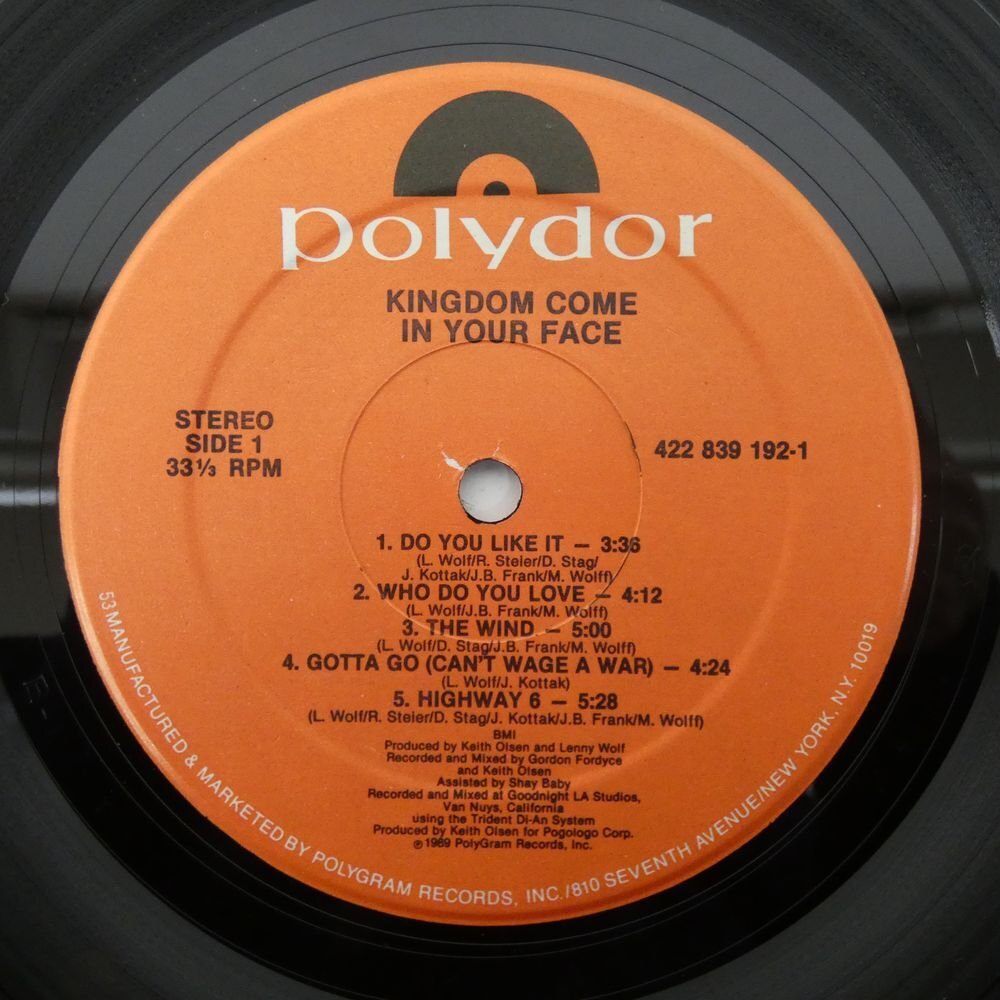 polydor
KINGDOM COME
IN YOUR FACE
STEREO
SIDE 1
33⅓ RPM
422 839 192-1
1. DO YOU LIKE IT — 3:36
(L. Wolf/R. Steier/D. Stag/
J. Kottak/J.B. Frank/M. Wolff)
2. WHO DO YOU LOVE — 4:12
(L. Wolf/J.B. Frank/M. Wolff)
3. THE WIND — 5:00
(L. Wolf/D. Stag/J.B. Frank/M. Wolff)
4. GOTTA GO (CAN'T WAGE A WAR) — 4:24
(L. Wolf/J. Kottak)
5. HIGHWAY 6 — 5:28
(L. Wolf/R. Steier/D. Stag/J. Kottak/J.B. Frank/M. Wolff)
BMI
Produced by Keith Olsen and Lenny Wolf
Recorded and Mixed by Gordon Fordyce
and Keith Olsen
Assisted by Shay Baby
Recorded and Mixed at Goodnight LA Studios,
Van Nuys, California
using the Trident Di-An System
Produced by Keith Olsen for Pogologo Corp.
℗1989 PolyGram Records, Inc.
53 MANUFACTURED & MARKETED BY POLYGRAM RECORDS, INC./810 SEVENTH AVENUE/NEW YORK, N.Y. 10019